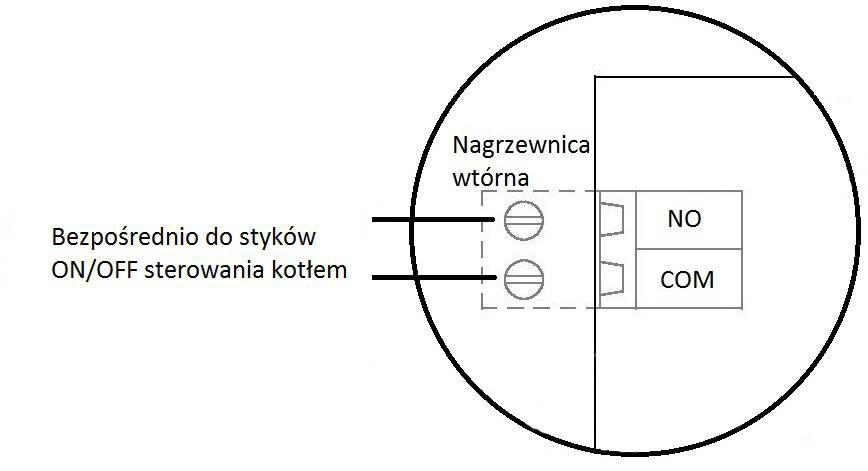 Nagrzewnica
wtórna
NO
Bezpośrednio do styków
ON/OFF sterowania kotłem
COM